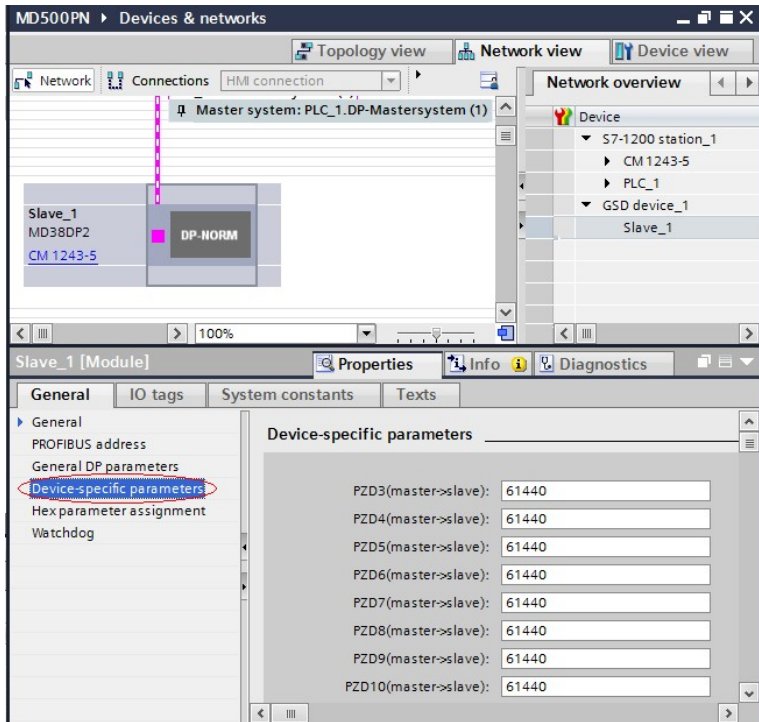 MD500PN ▸ Devices & networks
Topology view
Network view
Device view
Network
Connections
HMI connection
Network overview
Master system: PLC_1.DP-Mastersystem (1)
Device
S7-1200 station_1
CM 1243-5
PLC_1
GSD device_1
Slave_1
Slave_1
MD38DP2
CM 1243-5
DP-NORM
100%
Slave_1 [Module]
Properties
Info
Diagnostics
General
IO tags
System constants
Texts
General
PROFIBUS address
General DP parameters
Device-specific parameters
Hex parameter assignment
Watchdog
Device-specific parameters
PZD3(master->slave): 61440
PZD4(master->slave): 61440
PZD5(master->slave): 61440
PZD6(master->slave): 61440
PZD7(master->slave): 61440
PZD8(master->slave): 61440
PZD9(master->slave): 61440
PZD10(master->slave): 61440